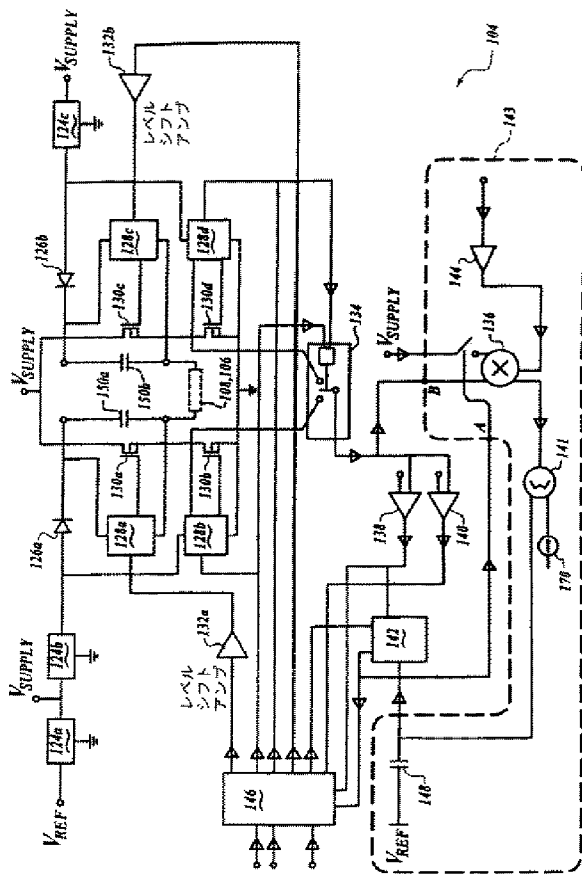 V_SUPPLY
124c
126b
132b
レベル
シフト
アンプ
128c
128d
130c
130d
V_SUPPLY
150a
150b
108,106
134
104
143
144
V_SUPPLY
136
B
A
141
178
126a
128a
128b
130a
130b
138
140
142
V_SUPPLY
124b
124a
V_REF
132a
レベル
シフト
アンプ
146
148
V_REF